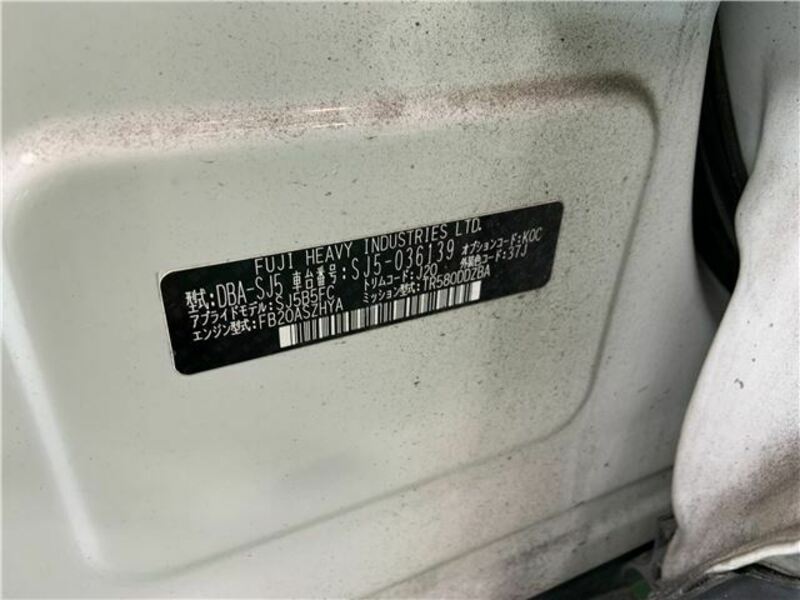 FUJI HEAVY INDUSTRIES LTD.
型式:DBA-SJ5 車台番号:SJ5-036139 オプションコード:KOC
アプライドモデル:SJ5B5FC トリムコード:J20 外装色コード:37J
エンジン型式:FB20ASZHYA ミッション型式:TR580DDZBA